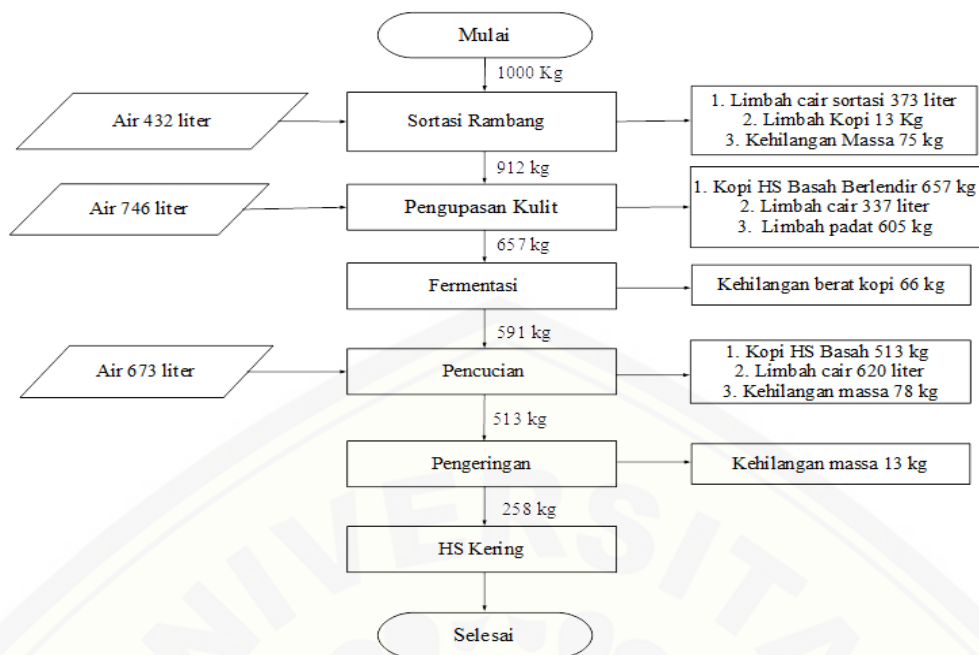 Mulai
1000 Kg
Air 432 liter
Sortasi Rambang
1. Limbah cair sortasi 373 liter
2. Limbah Kopi 13 Kg
3. Kehilangan Massa 75 kg
912 kg
Air 746 liter
Pengupasan Kulit
1. Kopi HS Basah Berlendir 657 kg
2. Limbah cair 337 liter
3. Limbah padat 605 kg
657 kg
Fermentasi
Kehilangan berat kopi 66 kg
591 kg
Air 673 liter
Pencucian
1. Kopi HS Basah 513 kg
2. Limbah cair 620 liter
3. Kehilangan massa 78 kg
513 kg
Pengeringan
Kehilangan massa 13 kg
258 kg
HS Kering
Selesai
UNIVERSITA